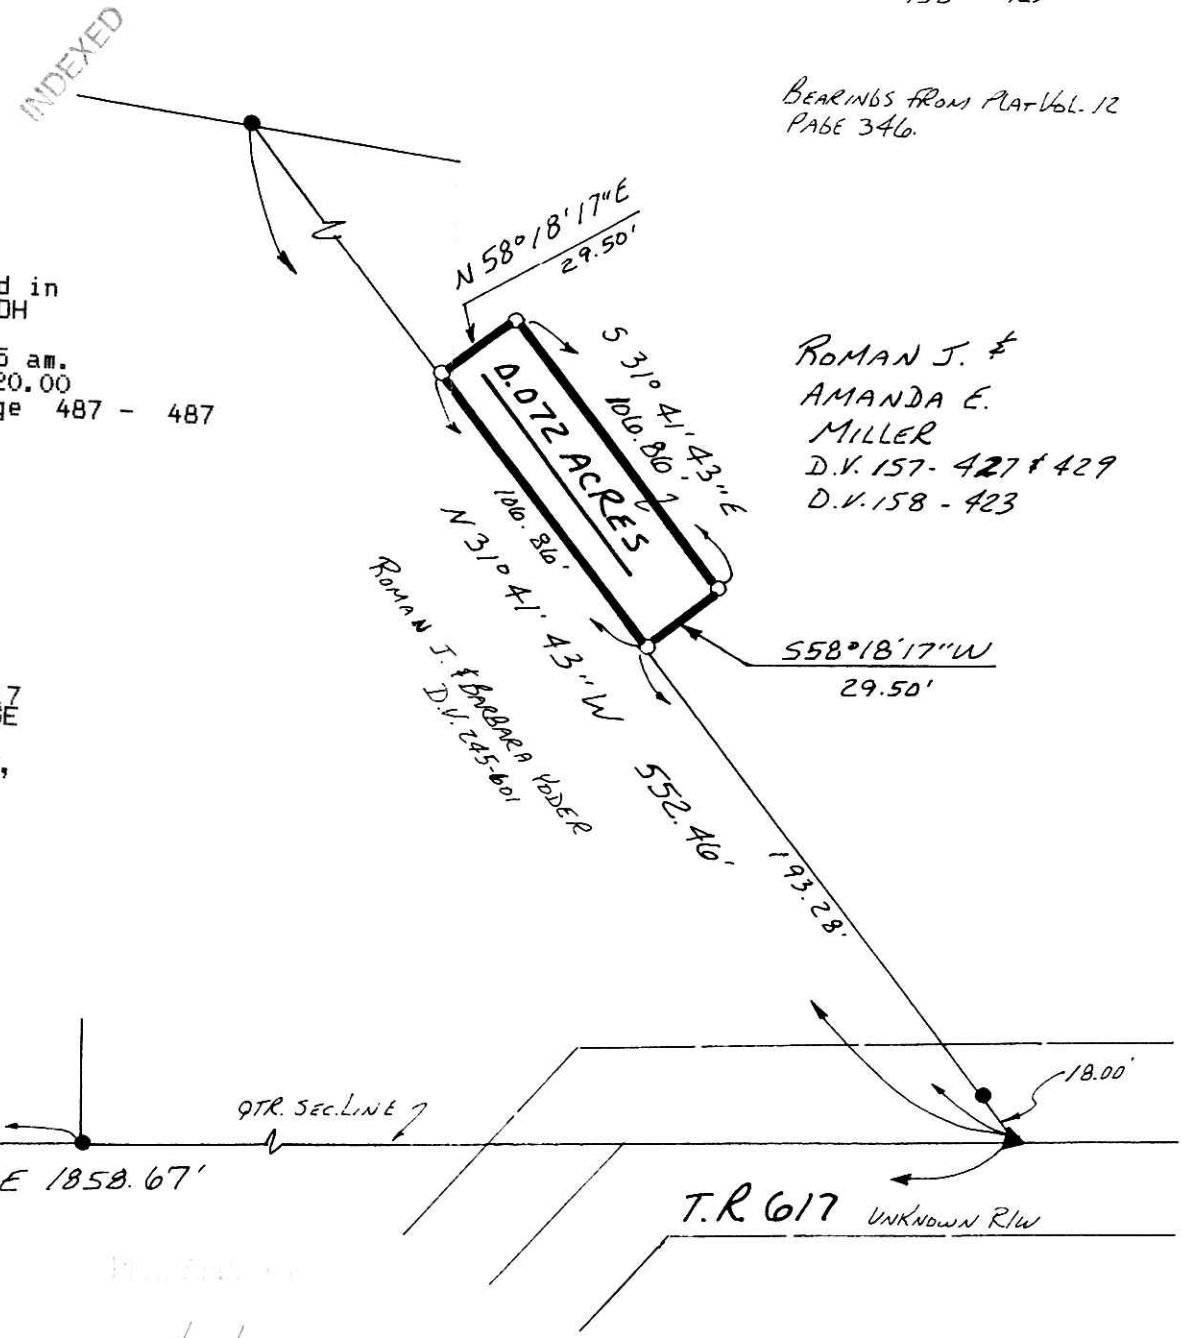 INDEXED
BEARINGS FROM PLAT VOL. 12
PAGE 346.
d in
OH
am.
20.00
ge 487 - 487
N 58°18'17"E
29.50'
S 31° 41' 43" E
106.86'
0.072 ACRES
106.86'
N 31° 41' 43" W 552.46'
ROMAN J. &
AMANDA E.
MILLER
D.V. 157- 427 & 429
D.V. 158 - 423
S58°18'17"W
29.50'
ROMAN J. & BARBARA YODER
D.V. 245-601
7
GE
,
193.28'
18.00'
QTR. SEC. LINE
E 1858.67'
T.R. 617 UNKNOWN R/W